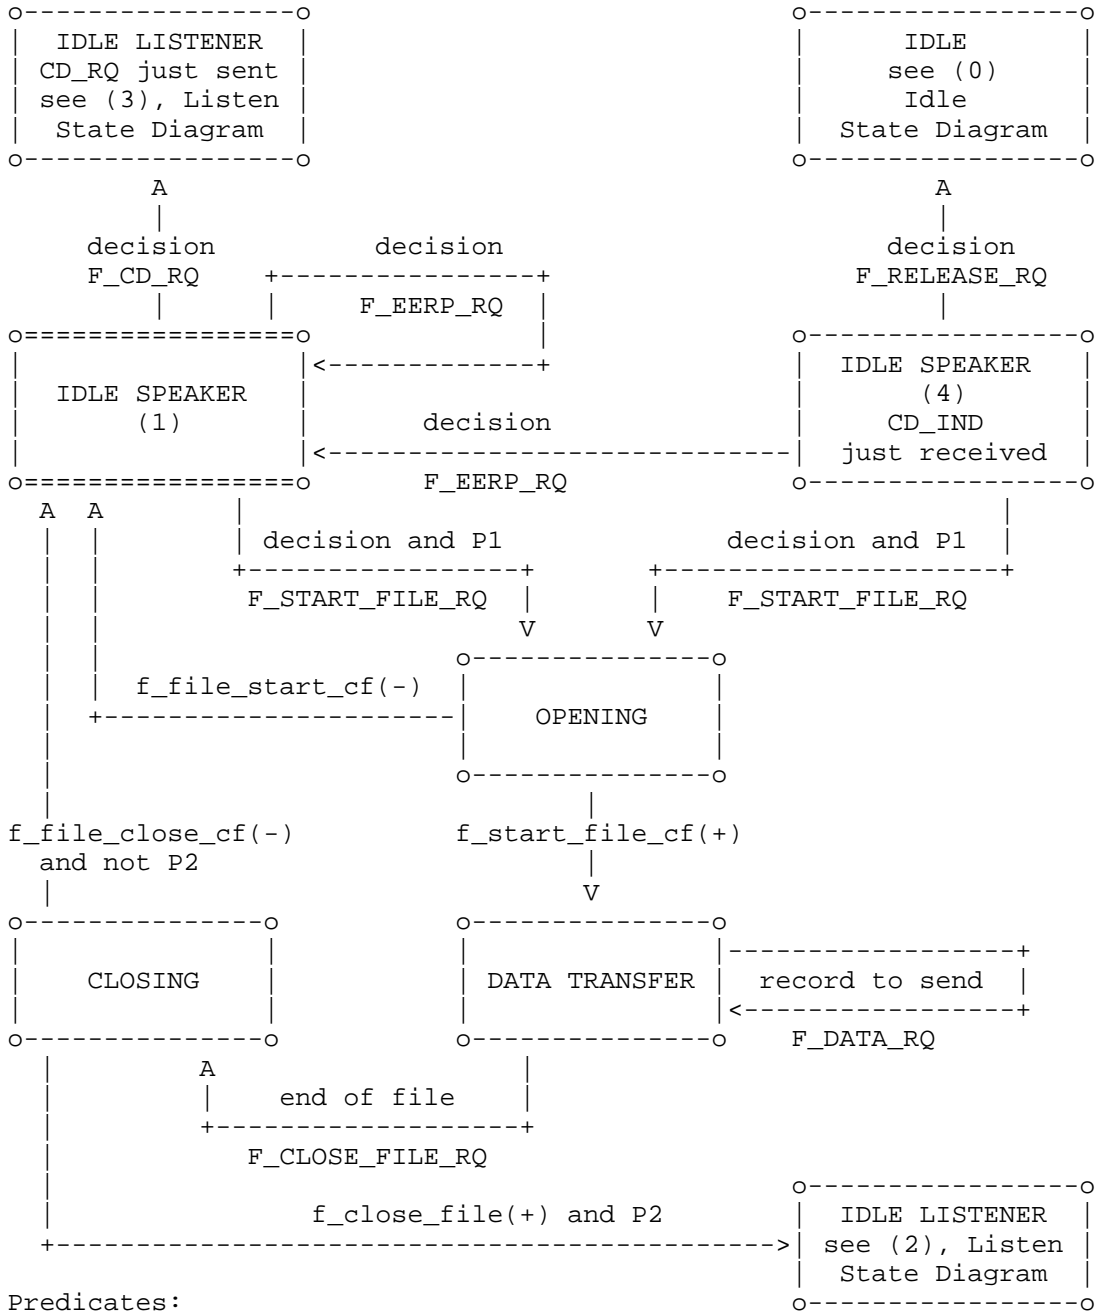 IDLE LISTENER
CD_RQ just sent
see (3), Listen
State Diagram
IDLE
see (0)
Idle
State Diagram
decision
F_CD_RQ
decision
F_EERP_RQ
decision
F_RELEASE_RQ
IDLE SPEAKER
(1)
decision
F_EERP_RQ
IDLE SPEAKER
(4)
CD_IND
just received
decision and P1
F_START_FILE_RQ
decision and P1
F_START_FILE_RQ
f_file_start_cf(-)
OPENING
f_file_close_cf(-)
and not P2
f_start_file_cf(+)
CLOSING
DATA TRANSFER
record to send
F_DATA_RQ
end of file
F_CLOSE_FILE_RQ
f_close_file(+) and P2
IDLE LISTENER
see (2), Listen
State Diagram
Predicates: